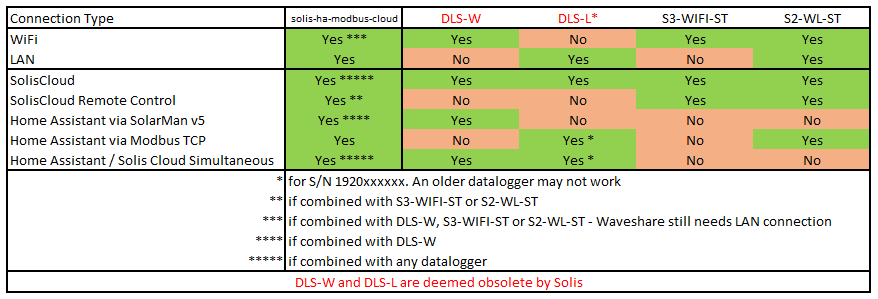 Connection Type solis-ha-modbus-cloud DLS-W DLS-L* S3-WIFI-ST S2-WL-ST
WiFi Yes *** Yes No Yes Yes
LAN Yes No Yes No Yes
SolisCloud Yes ***** Yes Yes Yes Yes
SolisCloud Remote Control Yes ** No No Yes Yes
Home Assistant via SolarMan v5 Yes **** Yes No No No
Home Assistant via Modbus TCP Yes No Yes * No Yes
Home Assistant / Solis Cloud Simultaneous Yes ***** Yes Yes * No No
* for S/N 1920xxxxxx. An older datalogger may not work
** if combined with S3-WIFI-ST or S2-WL-ST
*** if combined with DLS-W, S3-WIFI-ST or S2-WL-ST - Waveshare still needs LAN connection
**** if combined with DLS-W
***** if combined with any datalogger
DLS-W and DLS-L are deemed obsolete by Solis